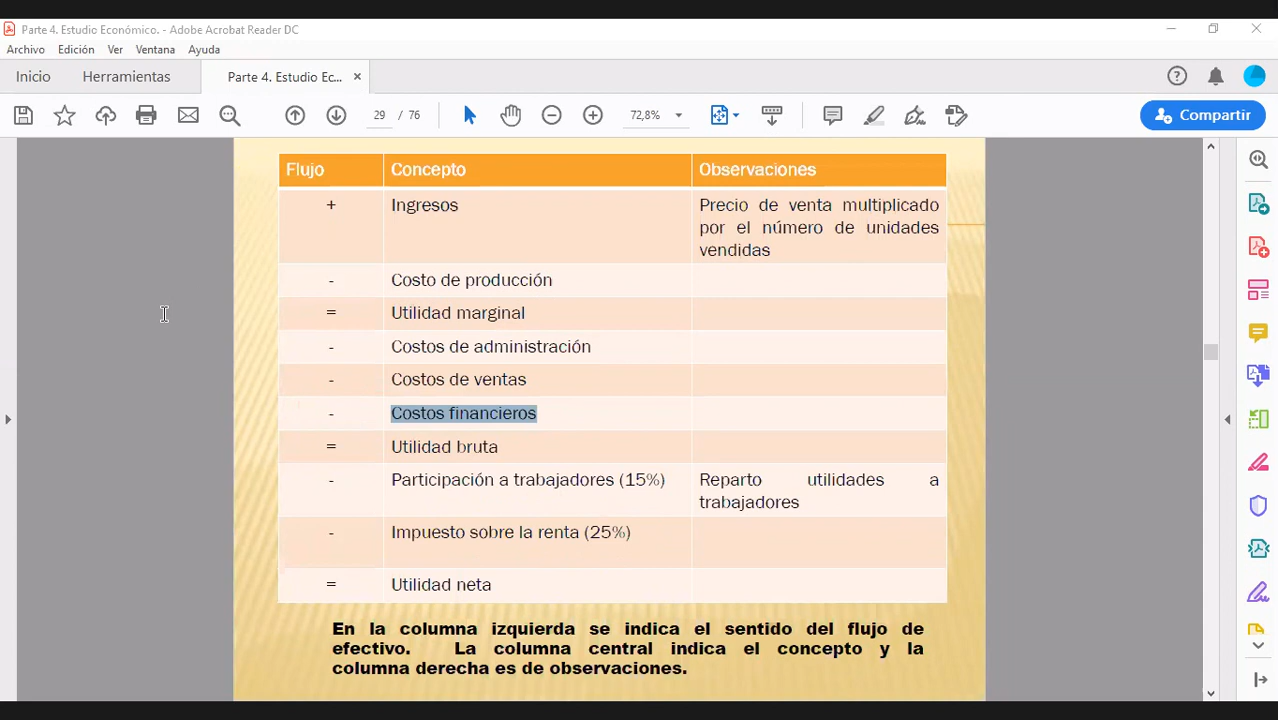 Parte 4. Estudio Económico. - Adobe Acrobat Reader DC
Archivo Edición Ver Ventana Ayuda
Inicio Herramientas Parte 4. Estudio Ec... ×
29 / 76 72,8% Compartir
Flujo Concepto Observaciones
+ Ingresos Precio de venta multiplicado
por el número de unidades
vendidas
- Costo de producción
= Utilidad marginal
- Costos de administración
- Costos de ventas
- Costos financieros
= Utilidad bruta
- Participación a trabajadores (15%) Reparto utilidades a
trabajadores
- Impuesto sobre la renta (25%)
= Utilidad neta
En la columna izquierda se indica el sentido del flujo de
efectivo. La columna central indica el concepto y la
columna derecha es de observaciones.